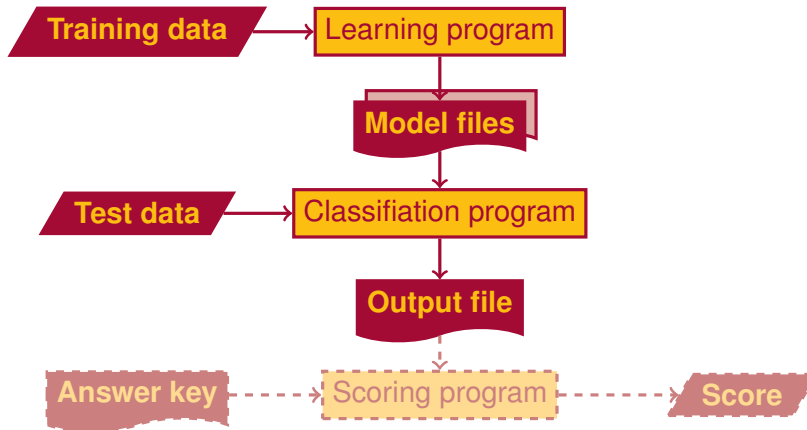 Training data
Learning program
Model files
Test data
Classifiation program
Output file
Answer key
Scoring program
Score